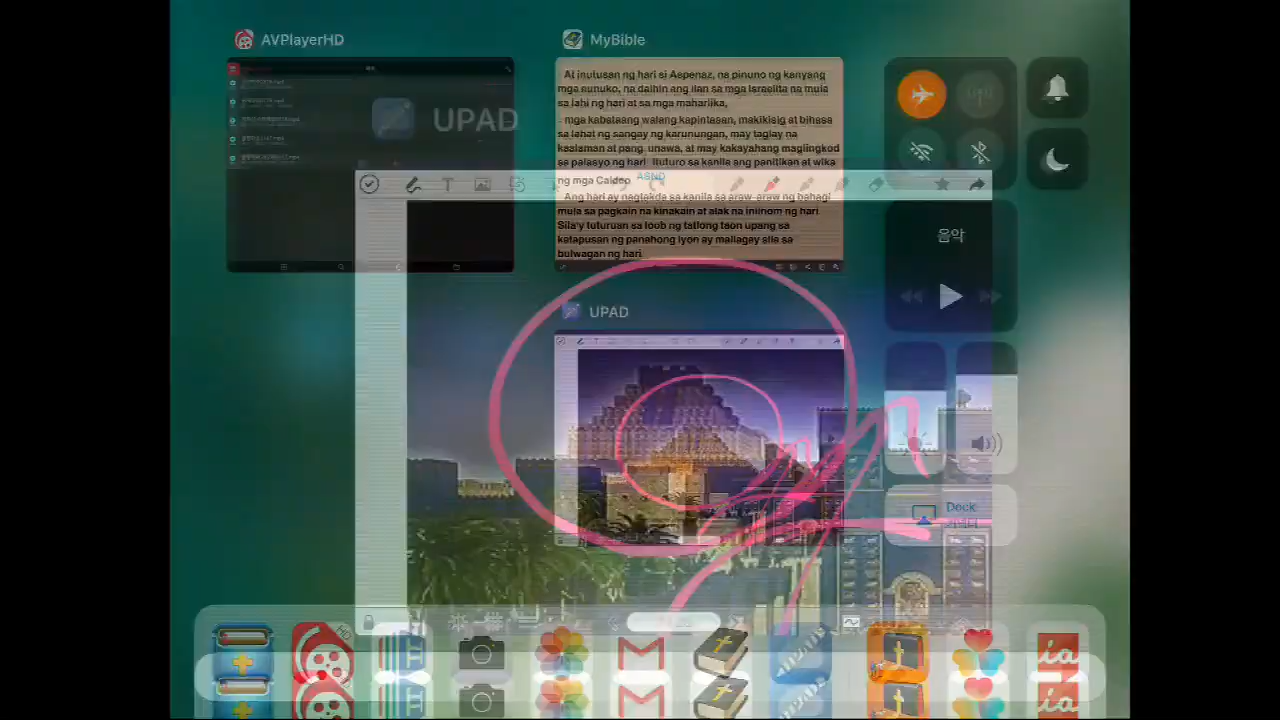 AVPlayerHD
MyBible
UPAD
At inutusan ng hari si Aspenaz, na pinuno ng kanyang
mga eunuko, na dalhin ang ilan sa mga Israelita na mula
sa lahi ng hari at sa mga maharlika,
mga kabataang walang kapintasan, makikisig at bihasa
sa lahat ng sangay ng karunungan, may taglay na
kaalaman at pang unawa, at may kakayahang maglingkod
sa palasyo ng hari Ituturo sa kanila ang panitikan at wika
ng mga Caldeo
ASND
Ang hari ay nagtakda sa kanila sa araw-araw ng bahagi
mula sa pagkain na kinakain at alak na iniinom ng hari
Sila'y tuturuan sa loob ng tatlong taon upang sa
katapusan ng panahong iyon ay mailagay sila sa
bulwagan ng hari
음악
UPAD
Dock
HD
ia
ia